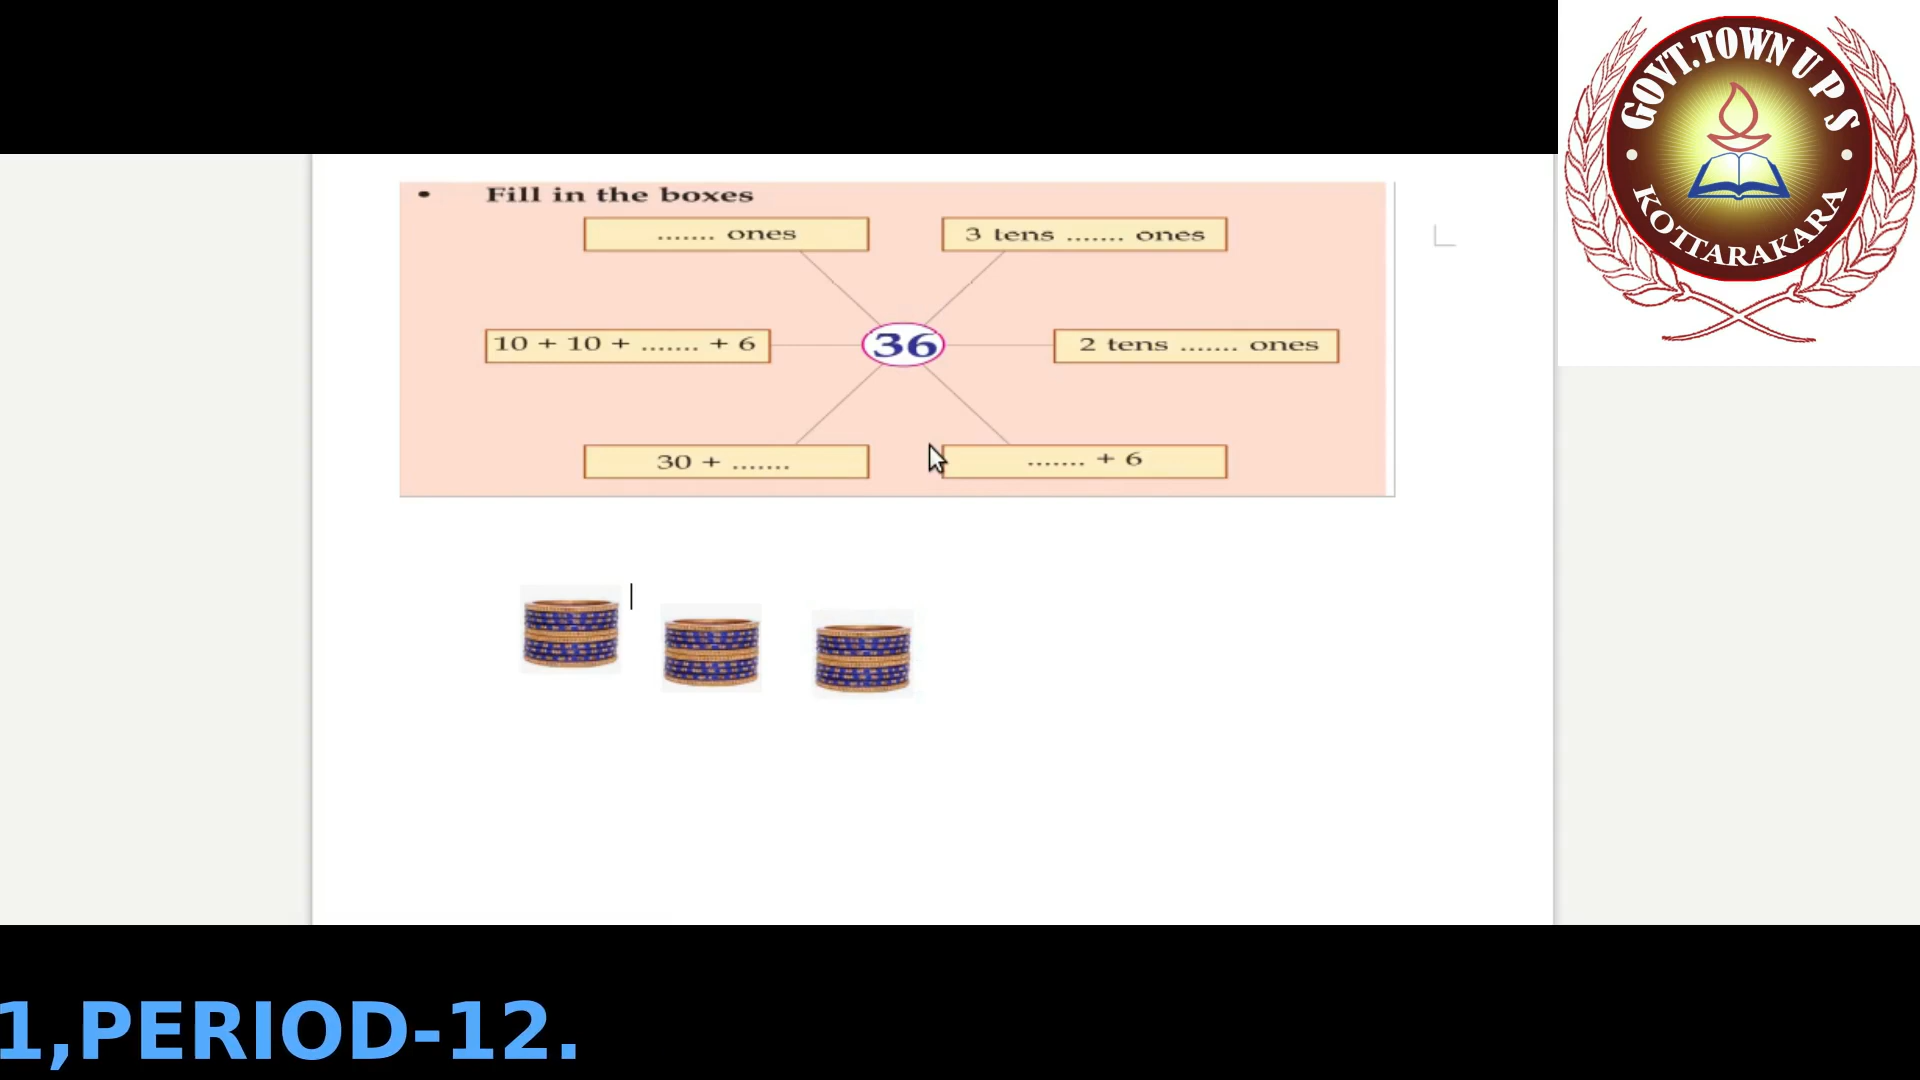 GOVT.TOWN U P S
KOTTARAKARA
• Fill in the boxes
....... ones
3 tens ....... ones
10 + 10 + ....... + 6
36
2 tens ....... ones
30 + .......
....... + 6
1,PERIOD-12.